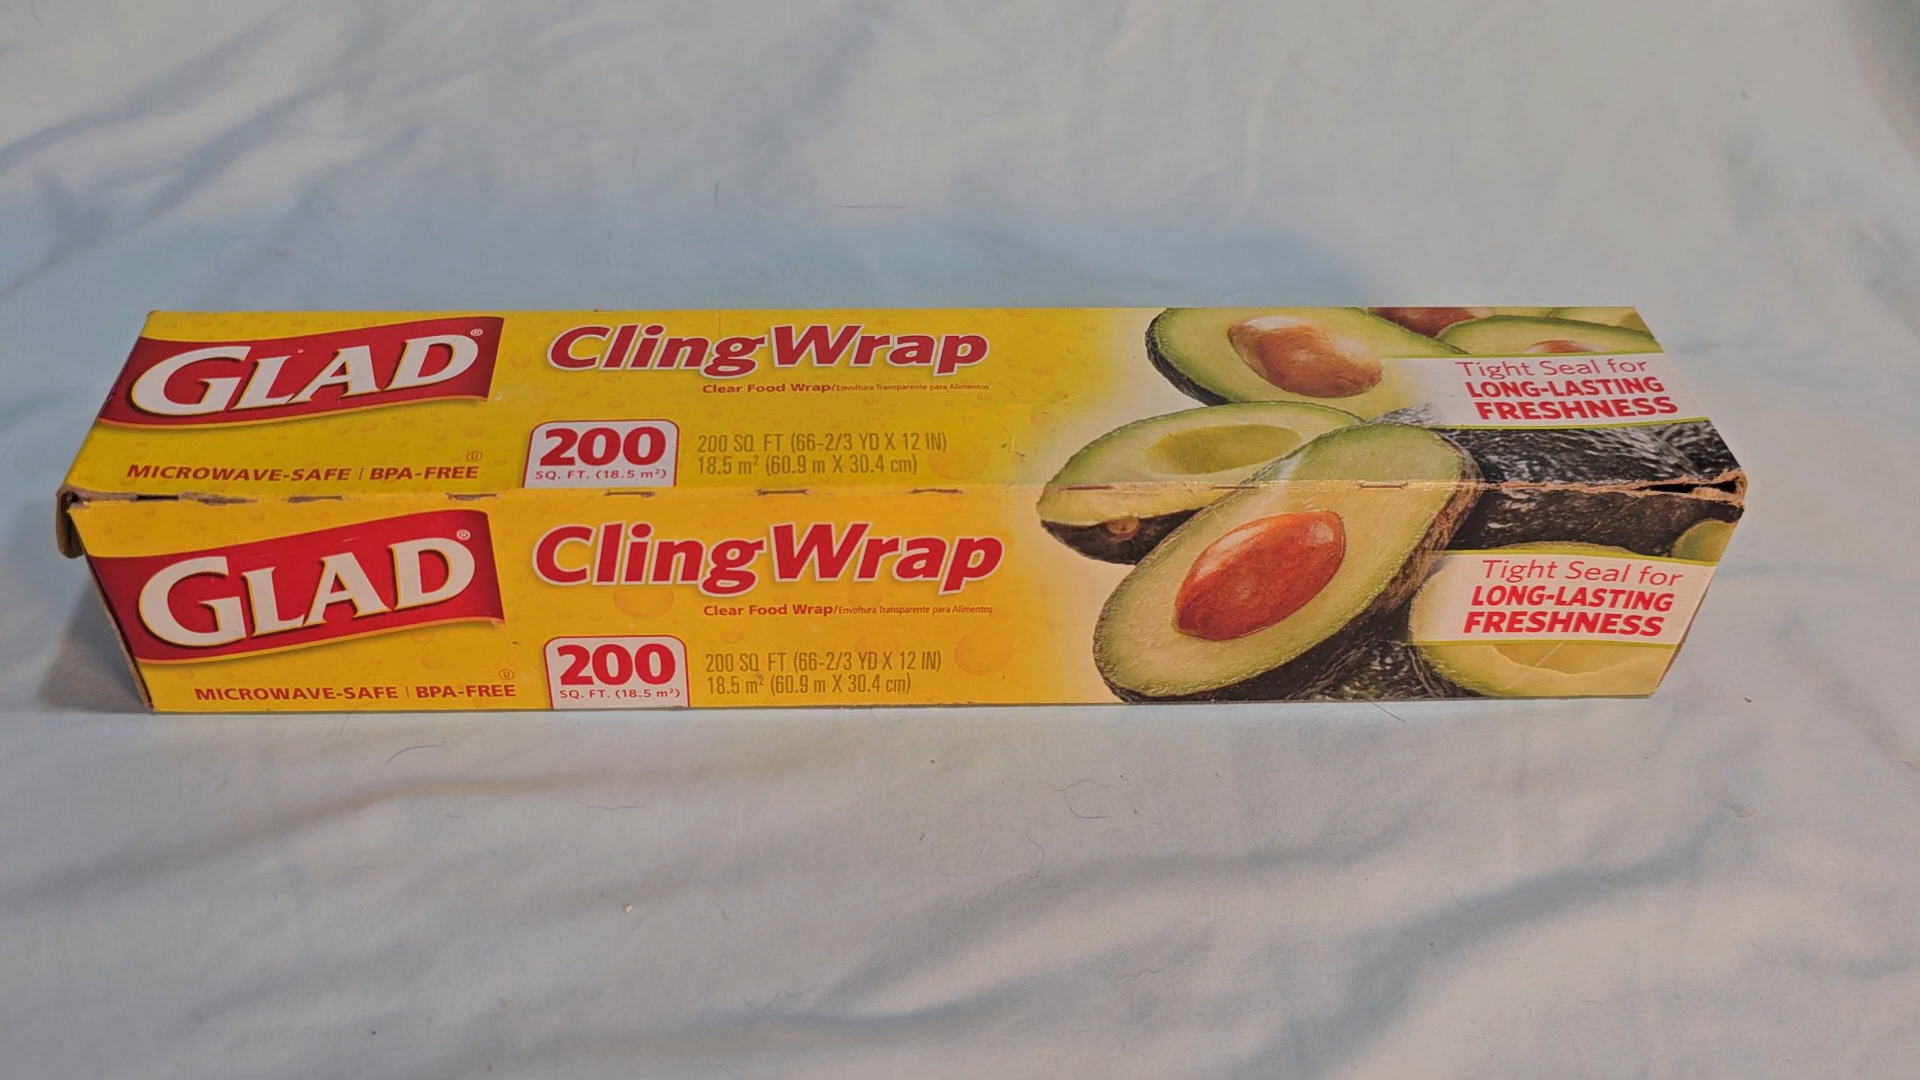 GLAD®
ClingWrap
Clear Food Wrap/Envoltura Transparente para Alimentos
200
SQ. FT. (18.5 m²)
200 SQ FT (66-2/3 YD X 12 IN)
18.5 m² (60.9 m X 30.4 cm)
U
MICROWAVE-SAFE | BPA-FREE
Tight Seal for
LONG-LASTING
FRESHNESS
GLAD®
ClingWrap
Clear Food Wrap/Envoltura Transparente para Alimentos
200
SQ. FT. (18.5 m²)
200 SQ FT (66-2/3 YD X 12 IN)
18.5 m² (60.9 m X 30.4 cm)
U
MICROWAVE-SAFE | BPA-FREE
Tight Seal for
LONG-LASTING
FRESHNESS